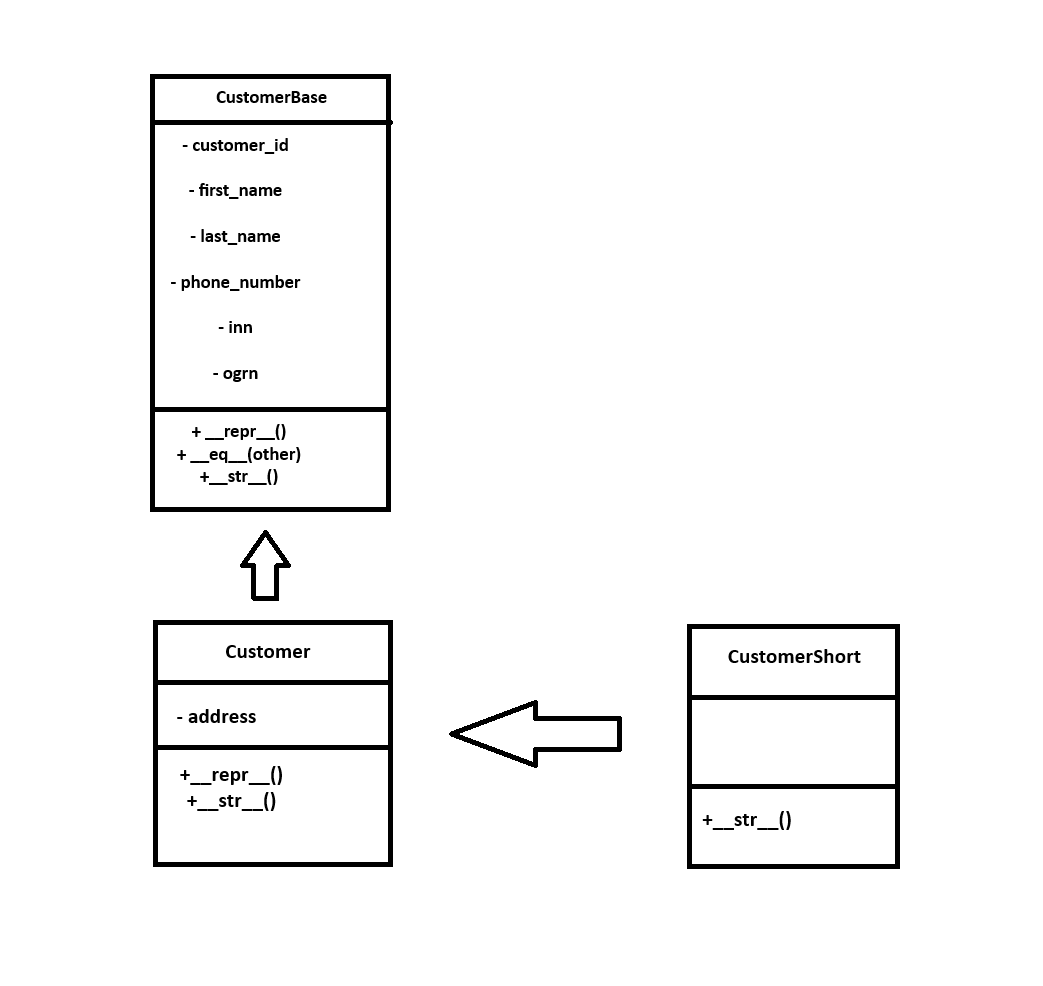 CustomerBase
- customer_id
- first_name
- last_name
- phone_number
- inn
- ogrn
+ __repr__()
+ __eq__(other)
+__str__()
Customer
- address
+__repr__()
+__str__()
CustomerShort
+__str__()